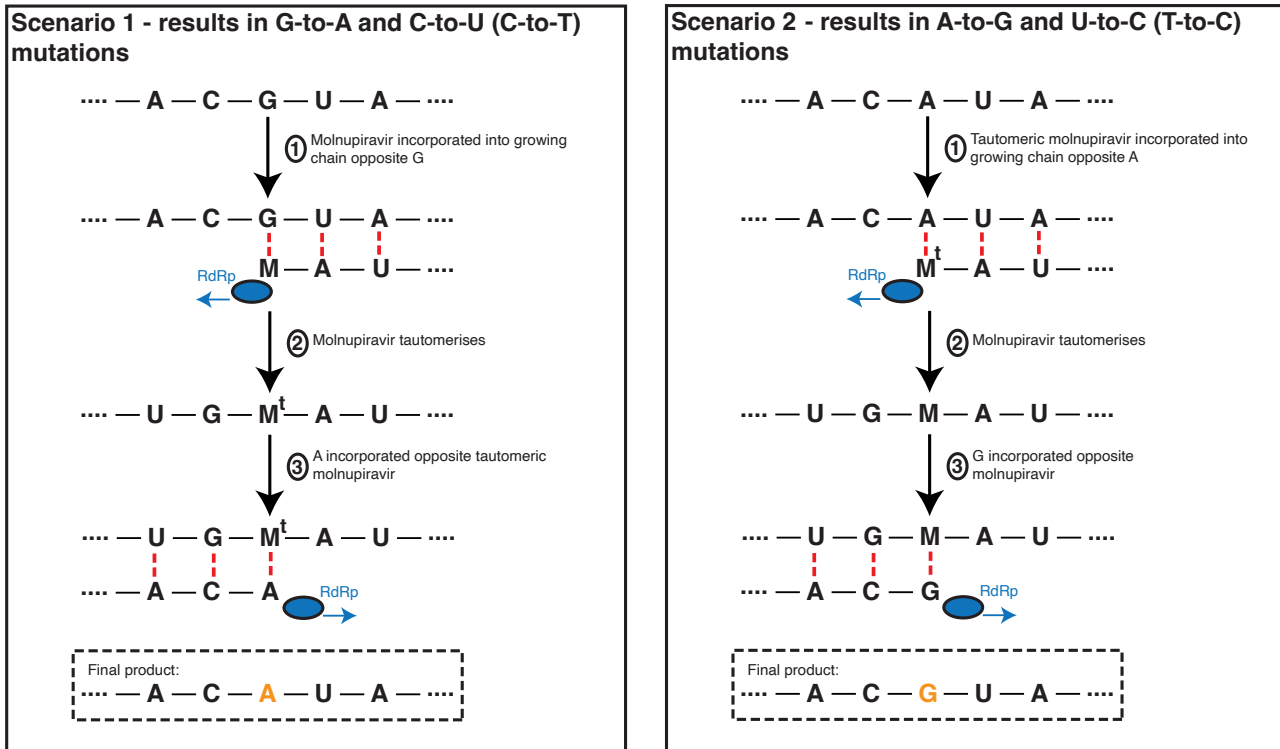 Scenario 1 - results in G-to-A and C-to-U (C-to-T)
mutations
···· — A — C — G — U — A — ····
1 Molnupiravir incorporated into growing
chain opposite G
···· — A — C — G — U — A — ····
M — A — U — ····
RdRp
2 Molnupiravir tautomerises
···· — U — G — Mt — A — U — ····
3 A incorporated opposite tautomeric
molnupiravir
···· — U — G — Mt — A — U — ····
···· — A — C — A
RdRp
Final product:
···· — A — C — A — U — A — ····
Scenario 2 - results in A-to-G and U-to-C (T-to-C)
mutations
···· — A — C — A — U — A — ····
1 Tautomeric molnupiravir incorporated into
growing chain opposite A
···· — A — C — A — U — A — ····
Mt — A — U — ····
RdRp
2 Molnupiravir tautomerises
···· — U — G — M — A — U — ····
3 G incorporated opposite
molnupiravir
···· — U — G — M — A — U — ····
···· — A — C — G
RdRp
Final product:
···· — A — C — G — U — A — ····